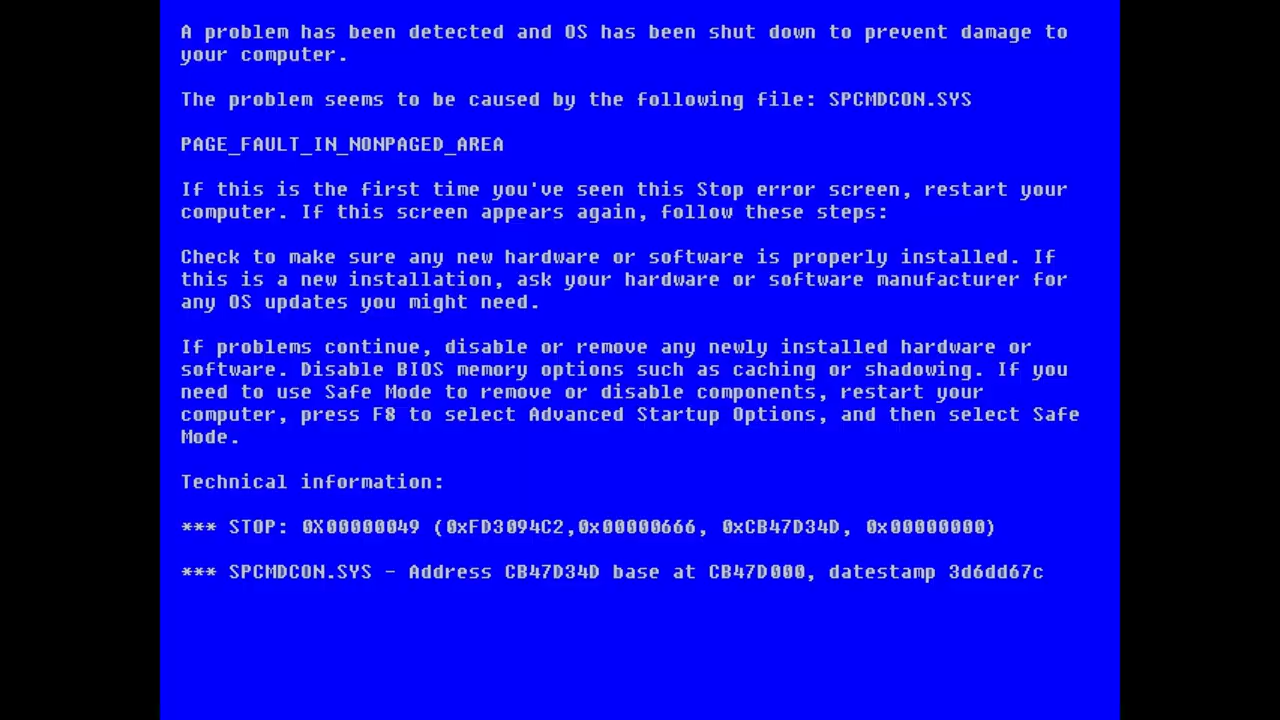 A problem has been detected and OS has been shut down to prevent damage to
your computer.
The problem seems to be caused by the following file: SPCMDCON.SYS
PAGE_FAULT_IN_NONPAGED_AREA
If this is the first time you've seen this Stop error screen, restart your
computer. If this screen appears again, follow these steps:
Check to make sure any new hardware or software is properly installed. If
this is a new installation, ask your hardware or software manufacturer for
any OS updates you might need.
If problems continue, disable or remove any newly installed hardware or
software. Disable BIOS memory options such as caching or shadowing. If you
need to use Safe Mode to remove or disable components, restart your
computer, press F8 to select Advanced Startup Options, and then select Safe
Mode.
Technical information:
*** STOP: 0X00000049 (0xFD3094C2,0x00000666, 0xCB47D34D, 0x00000000)
*** SPCMDCON.SYS - Address CB47D34D base at CB47D000, datestamp 3d6dd67c